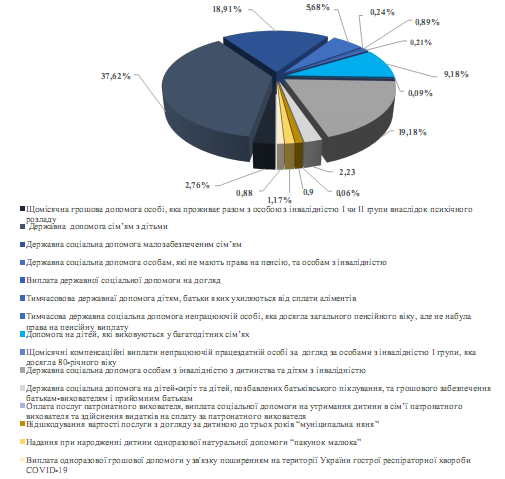 18,91%
5,68%
0,24%
0,89%
0,21%
9,18%
0,09%
19,18%
2,23
0,06%
0,9
1,17%
0,88
2,76%
37,62%
Щомісячна грошова допомога особі, яка проживає разом з особою з інвалідністю І чи ІІ групи внаслідок психічного
розладу
Державна допомога сім’ям з дітьми
Державна соціальна допомога малозабезпеченим сім’ям
Державна соціальна допомога особам, які не мають права на пенсію, та особам з інвалідністю
Виплата державної соціальної допомоги на догляд
Тимчасовова державної допомога дітям, батьки яких ухиляються від сплати аліментів
Тимчасова державна соціальна допомога непрацюючій особі, яка досягла загального пенсійного віку, але не набула
права на пенсійну виплату
Допомога на дітей, які виховуються у багатодітних сім’ях
Щомісячні компенсаційні виплати непрацюючій працездатній особі за догляд за особами з інвалідністю І групи, яка
досягла 80-річного віку
Державна соціальна допомога особам з інвалідністю з дитинства та дітям з інвалідністю
Державна соціальна допомога на дітей-сиріт та дітей, позбавлених батьківського піклування, та грошового забезпечення
батькам-вихователям і прийомним батькам
Оплата послуг патронатного вихователя, виплата соціальної допомоги на утримання дитини в сім’ї патронатного
вихователя та здійснення видатків на сплату за патронатного вихователя
Відшкодування вартості послуги з догляду за дитиною до трьох років “муніципальна няня”
Надання при народженні дитини одноразової натуральної допомоги “пакунок малюка”
Виплата одноразової грошової допомоги у зв'язку поширенням на території України гострої респіраторної хвороби
COVID-19